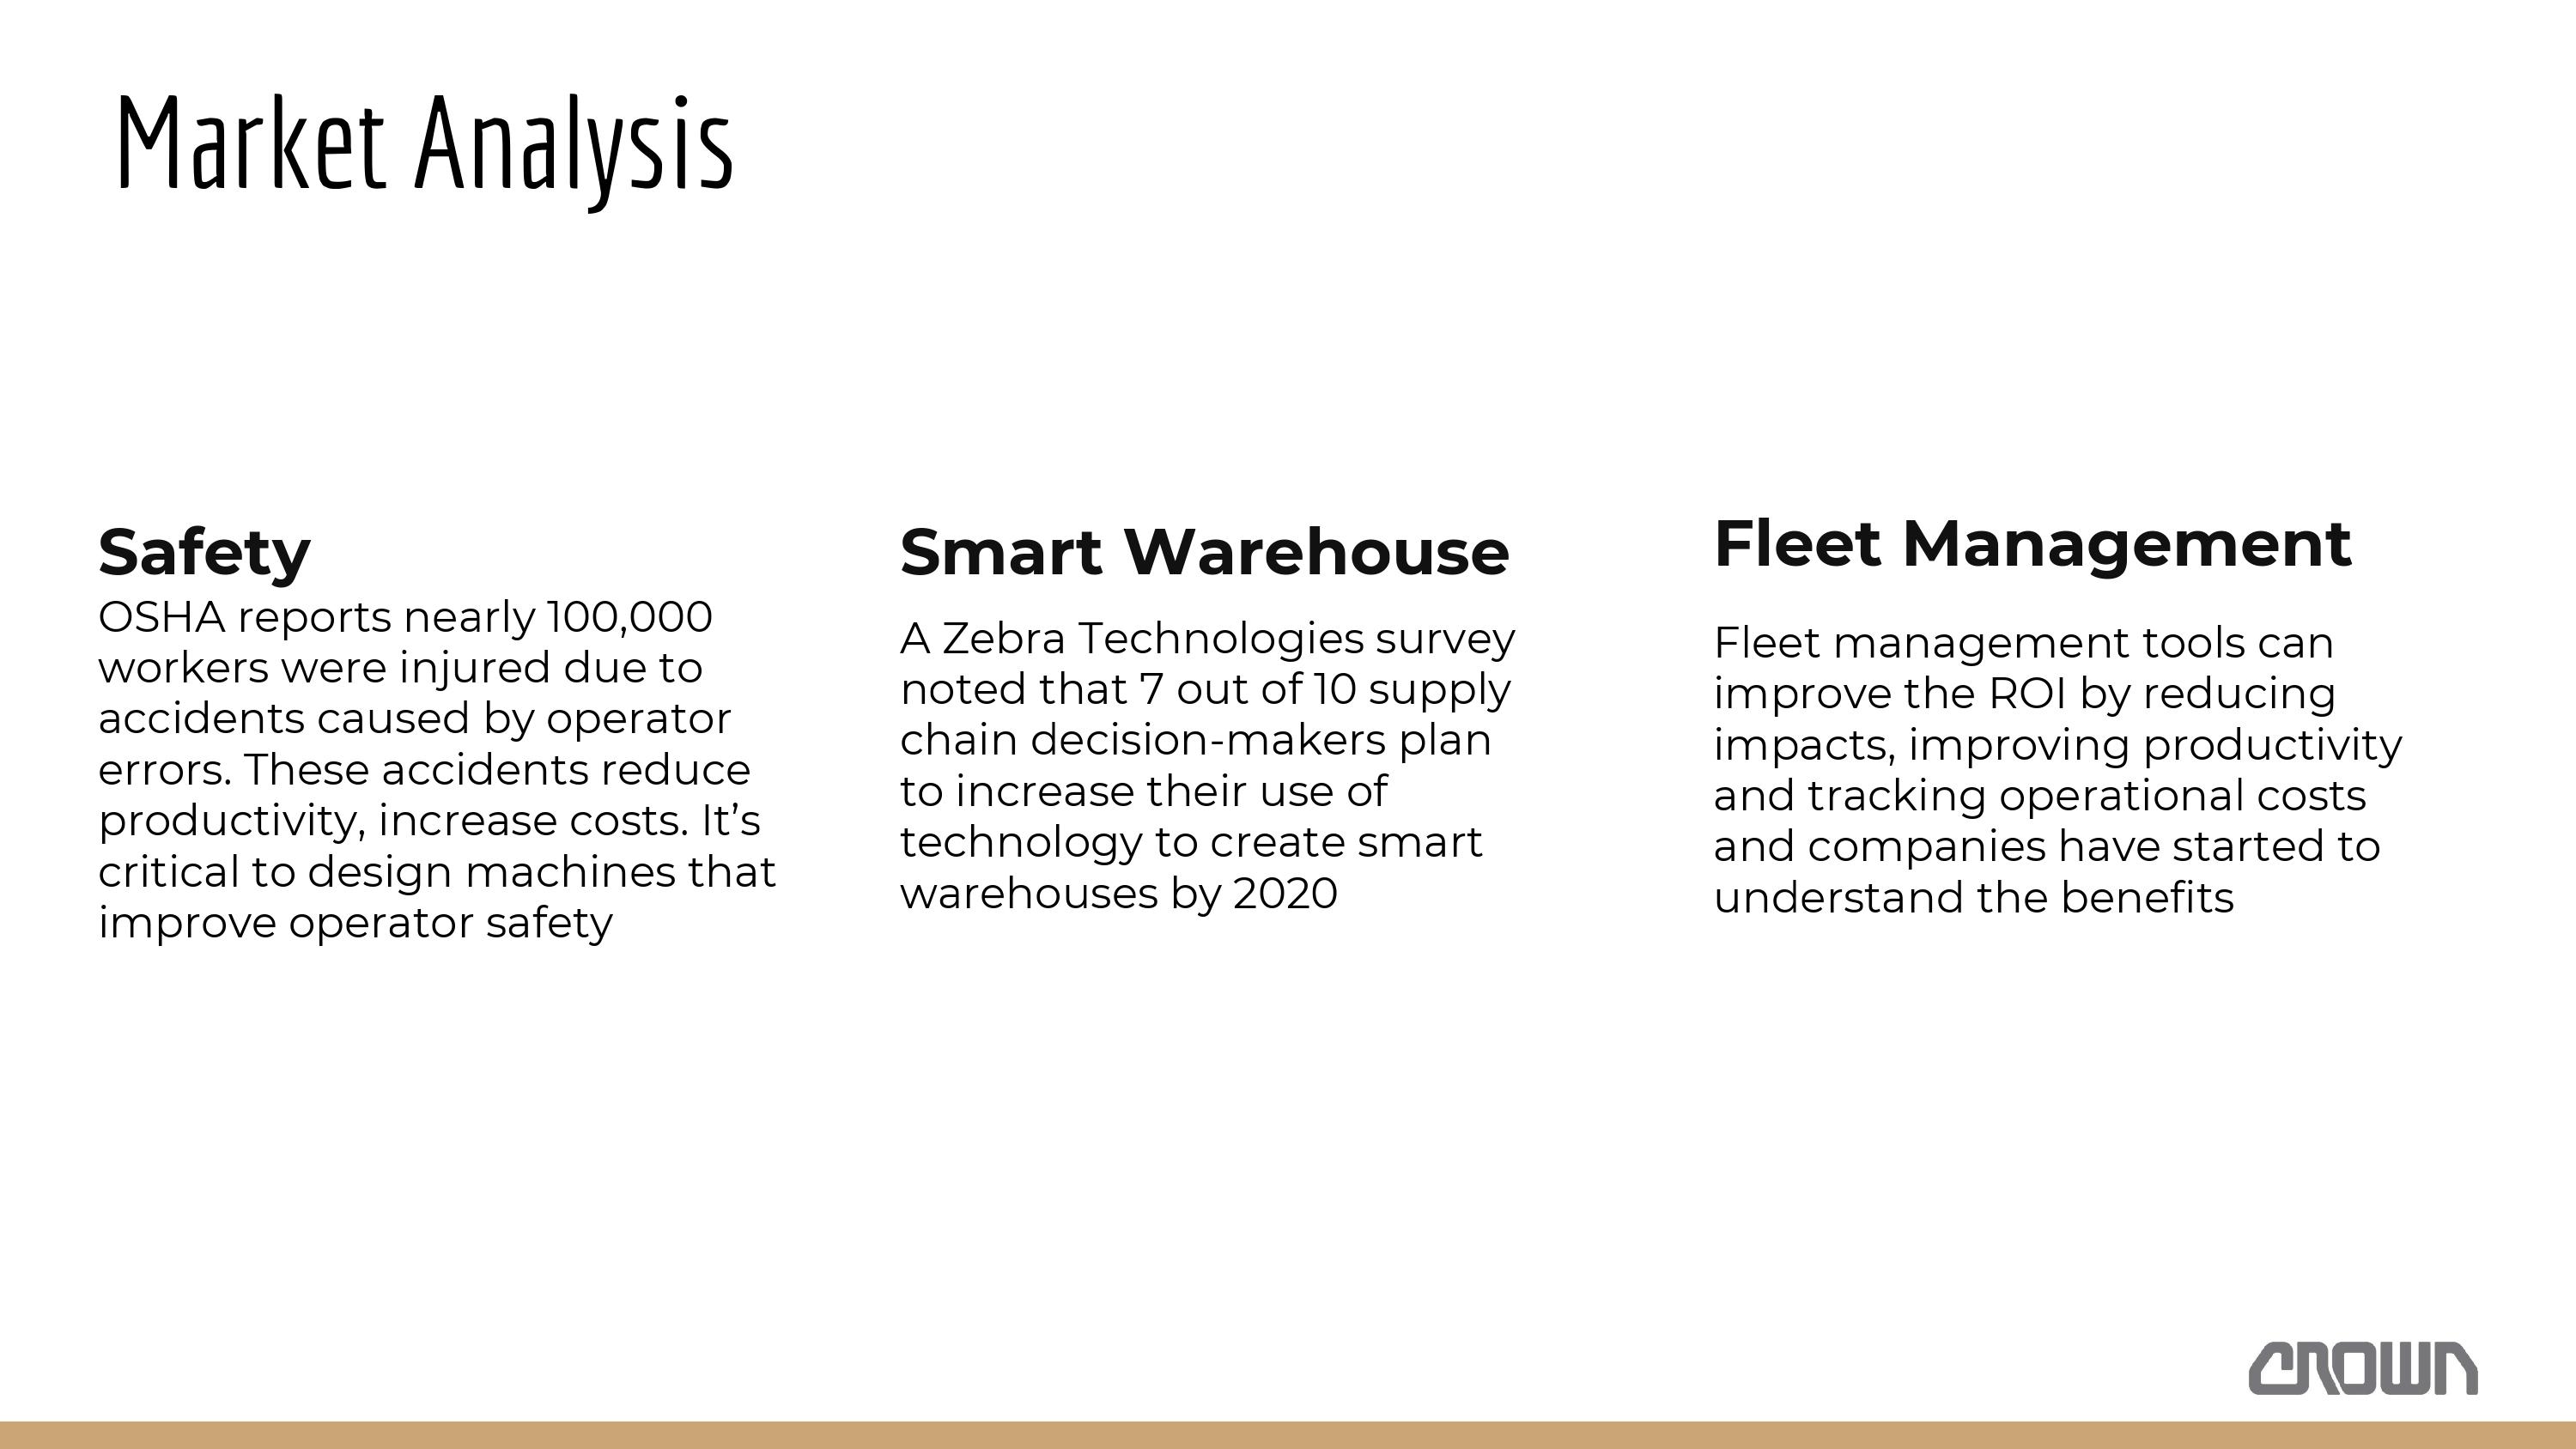 Market Analysis
Safety
OSHA reports nearly 100,000
workers were injured due to
accidents caused by operator
errors. These accidents reduce
productivity, increase costs. It’s
critical to design machines that
improve operator safety
Smart Warehouse
A Zebra Technologies survey
noted that 7 out of 10 supply
chain decision-makers plan
to increase their use of
technology to create smart
warehouses by 2020
Fleet Management
Fleet management tools can
improve the ROI by reducing
impacts, improving productivity
and tracking operational costs
and companies have started to
understand the benefits
CROWN